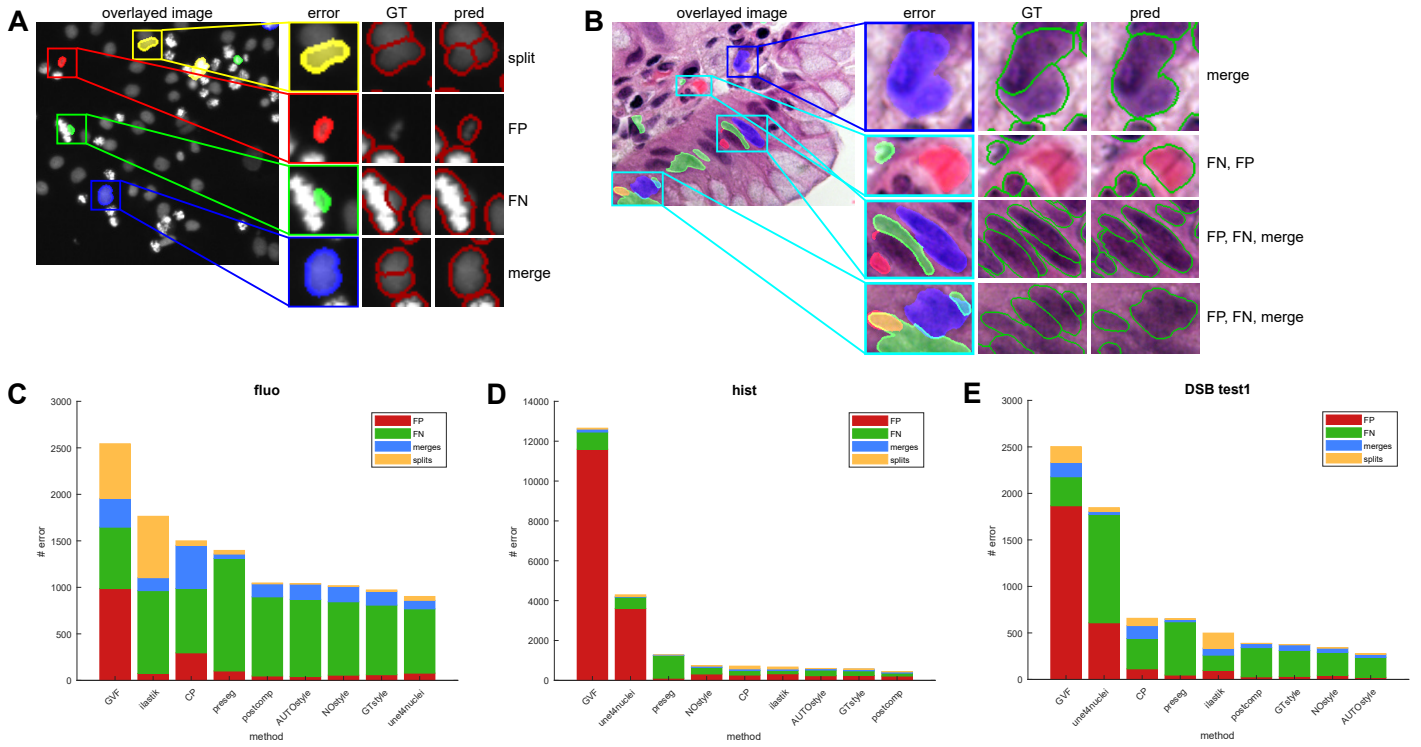 A
overlayed image
error
GT
pred
split
FP
FN
merge
B
overlayed image
error
GT
pred
merge
FN, FP
FP, FN, merge
FP, FN, merge
C
fluo
3000
2500
2000
1500
1000
500
0
# error
FP
FN
merges
splits
GVF
ilastik
CP
preseg
postcomp
AUTOstyle
NOstyle
GTstyle
unet4nuclei
method
D
hist
14000
12000
10000
8000
6000
4000
2000
0
# error
FP
FN
merges
splits
GVF
unet4nuclei
preseg
NOstyle
CP
ilastik
AUTOstyle
GTstyle
postcomp
method
E
DSB test1
3000
2500
2000
1500
1000
500
0
# error
FP
FN
merges
splits
GVF
unet4nuclei
CP
preseg
ilastik
postcomp
GTstyle
NOstyle
AUTOstyle
method